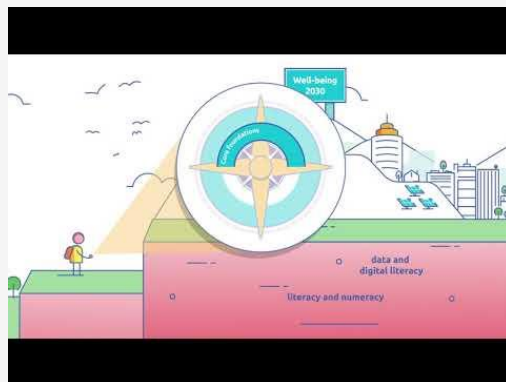 Well-being
2030
Core foundations
data and
digital literacy
literacy and numeracy